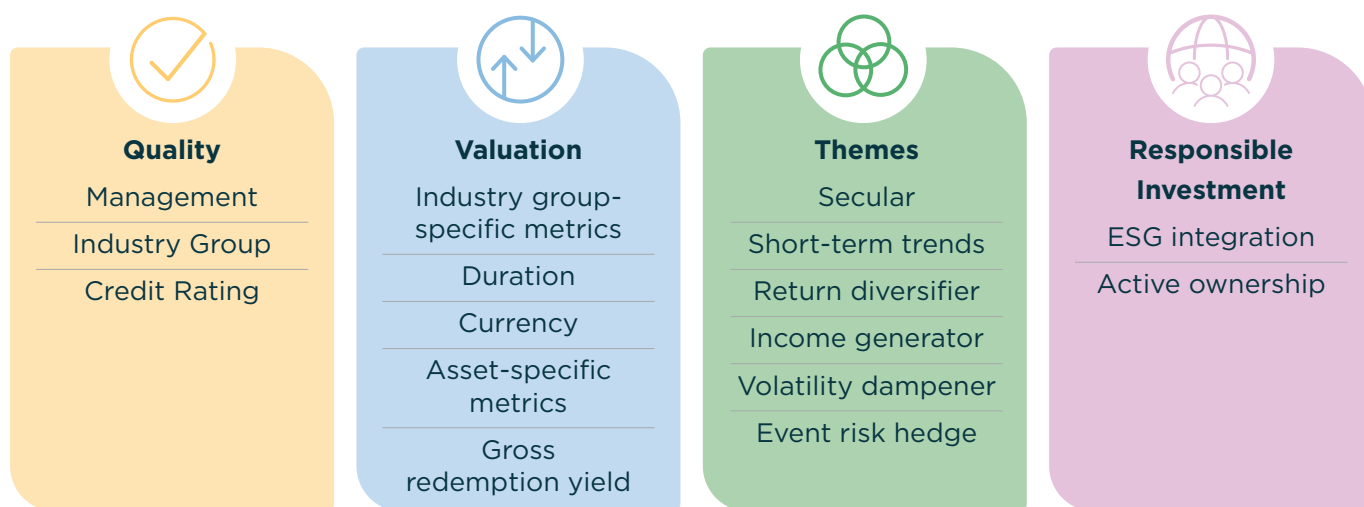 Quality
Management
Industry Group
Credit Rating
Valuation
Industry group-
specific metrics
Duration
Currency
Asset-specific
metrics
Gross
redemption yield
Themes
Secular
Short-term trends
Return diversifier
Income generator
Volatility dampener
Event risk hedge
Responsible
Investment
ESG integration
Active ownership